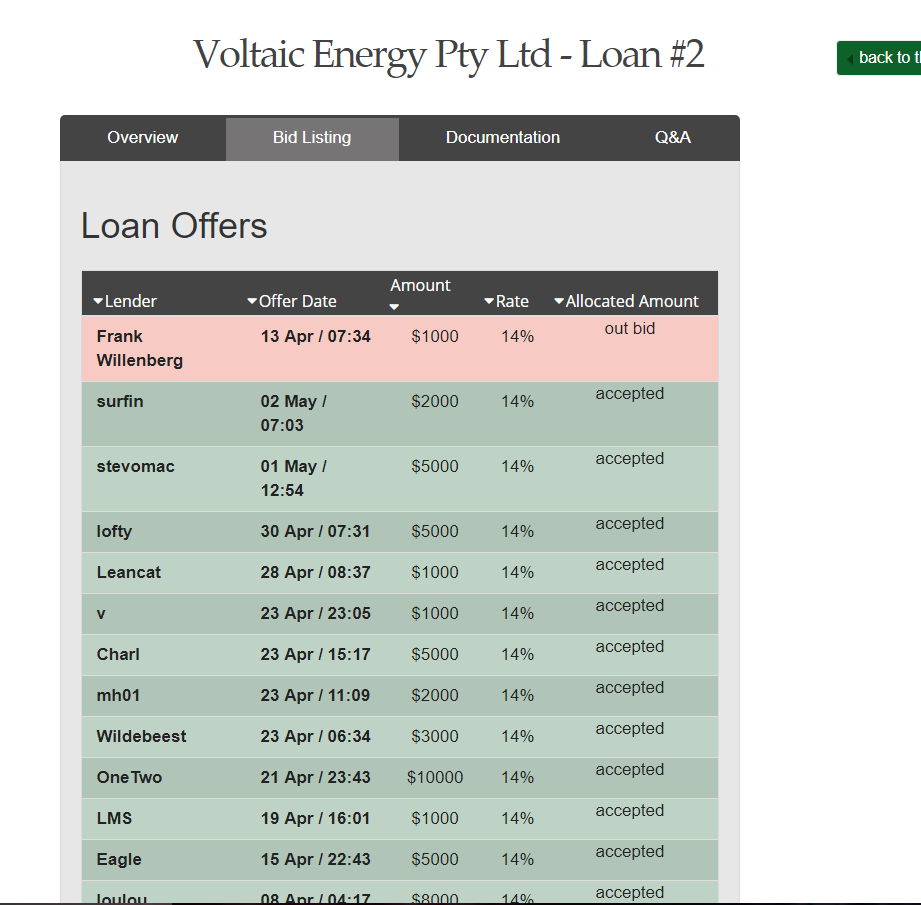 Voltaic Energy Pty Ltd - Loan #2
back to t
Overview Bid Listing Documentation Q&A
Loan Offers
Lender Offer Date Amount Rate Allocated Amount
Frank Willenberg 13 Apr / 07:34 $1000 14% out bid
surfin 02 May / 07:03 $2000 14% accepted
stevomac 01 May / 12:54 $5000 14% accepted
lofty 30 Apr / 07:31 $5000 14% accepted
Leancat 28 Apr / 08:37 $1000 14% accepted
v 23 Apr / 23:05 $1000 14% accepted
Charl 23 Apr / 15:17 $5000 14% accepted
mh01 23 Apr / 11:09 $2000 14% accepted
Wildebeest 23 Apr / 06:34 $3000 14% accepted
OneTwo 21 Apr / 23:43 $10000 14% accepted
LMS 19 Apr / 16:01 $1000 14% accepted
Eagle 15 Apr / 22:43 $5000 14% accepted
loulou 08 Apr / 04:17 $8000 14% accepted